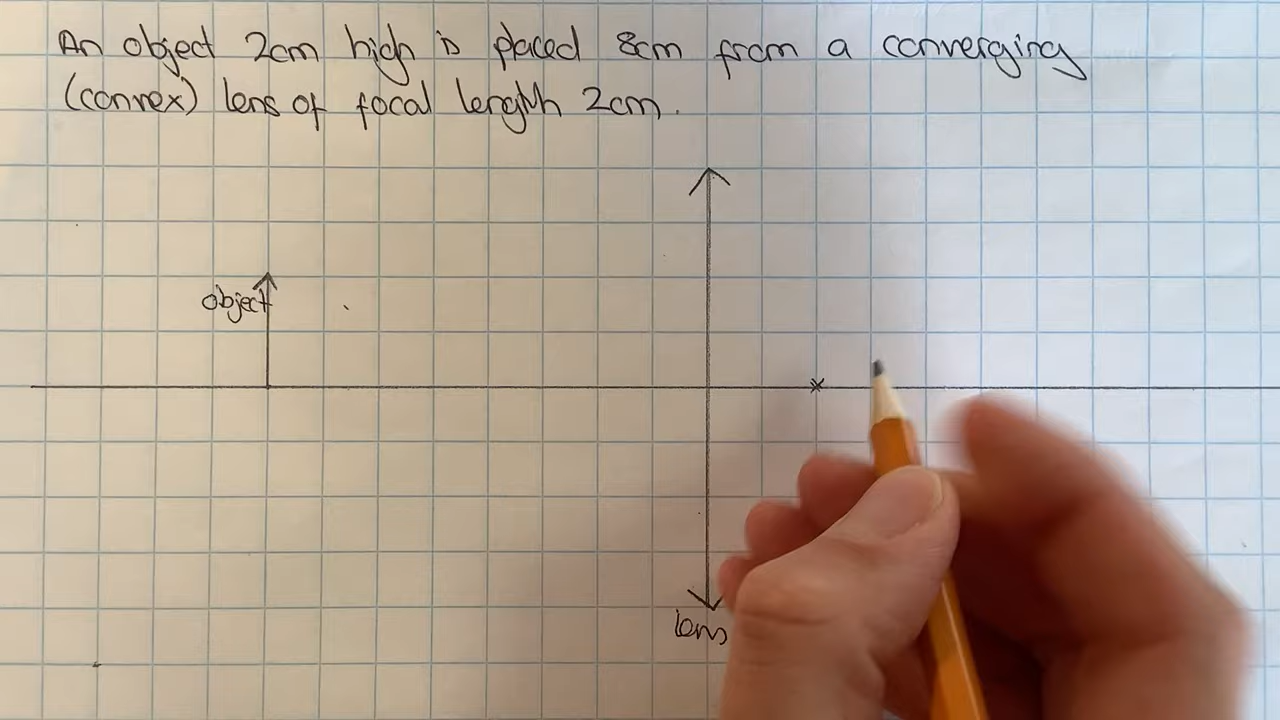 An object 2cm high is placed 8cm from a converging
(convex) lens of focal length 2cm.
object
lens